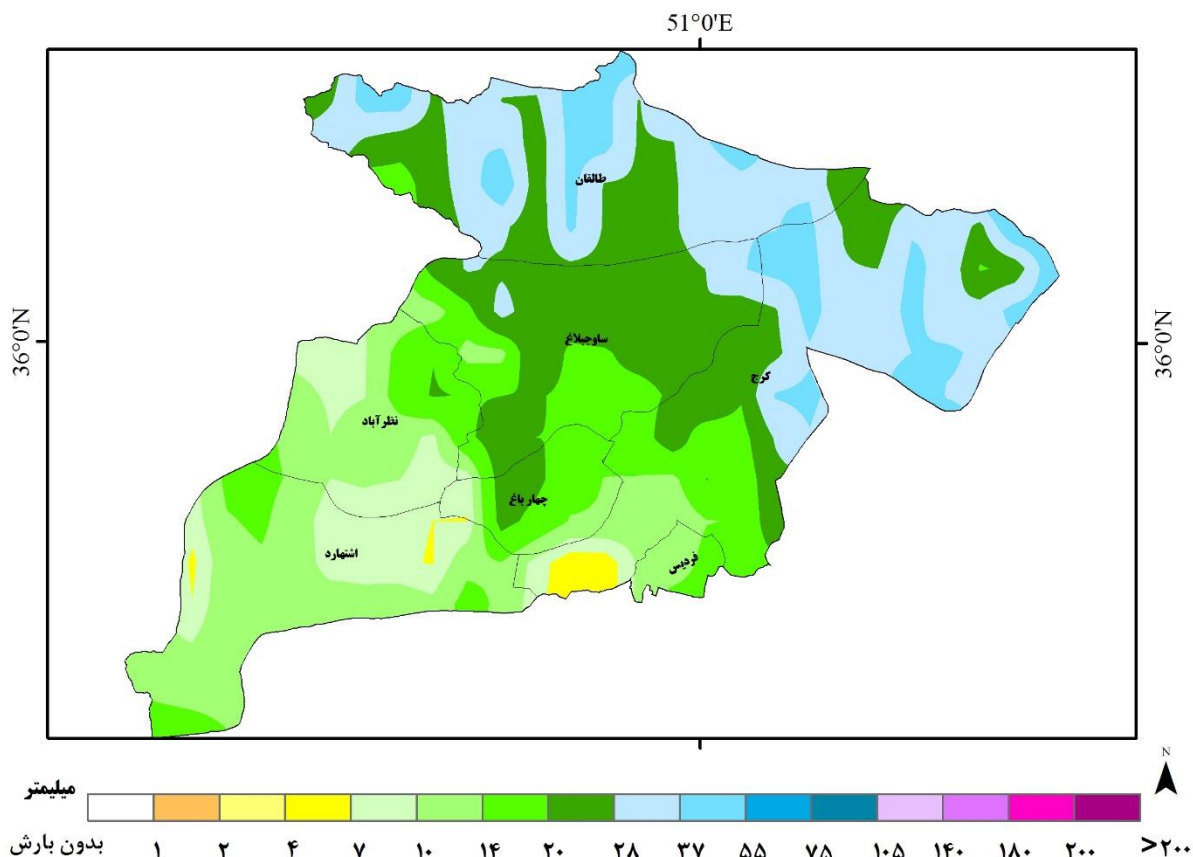 51°0'E
36°0'N
36°0'N
طالقان
ساوجبلاغ
کرج
نظرآباد
چهارباغ
اشتهارد
فردیس
N
میلیمتر
بدون بارش ۱ ۲ ۴ ۷ ۱۰ ۱۴ ۲۰ ۲۸ ۳۷ ۵۵ ۷۵ ۱۰۵ ۱۴۰ ۱۸۰ ۲۰۰ >۲۰۰